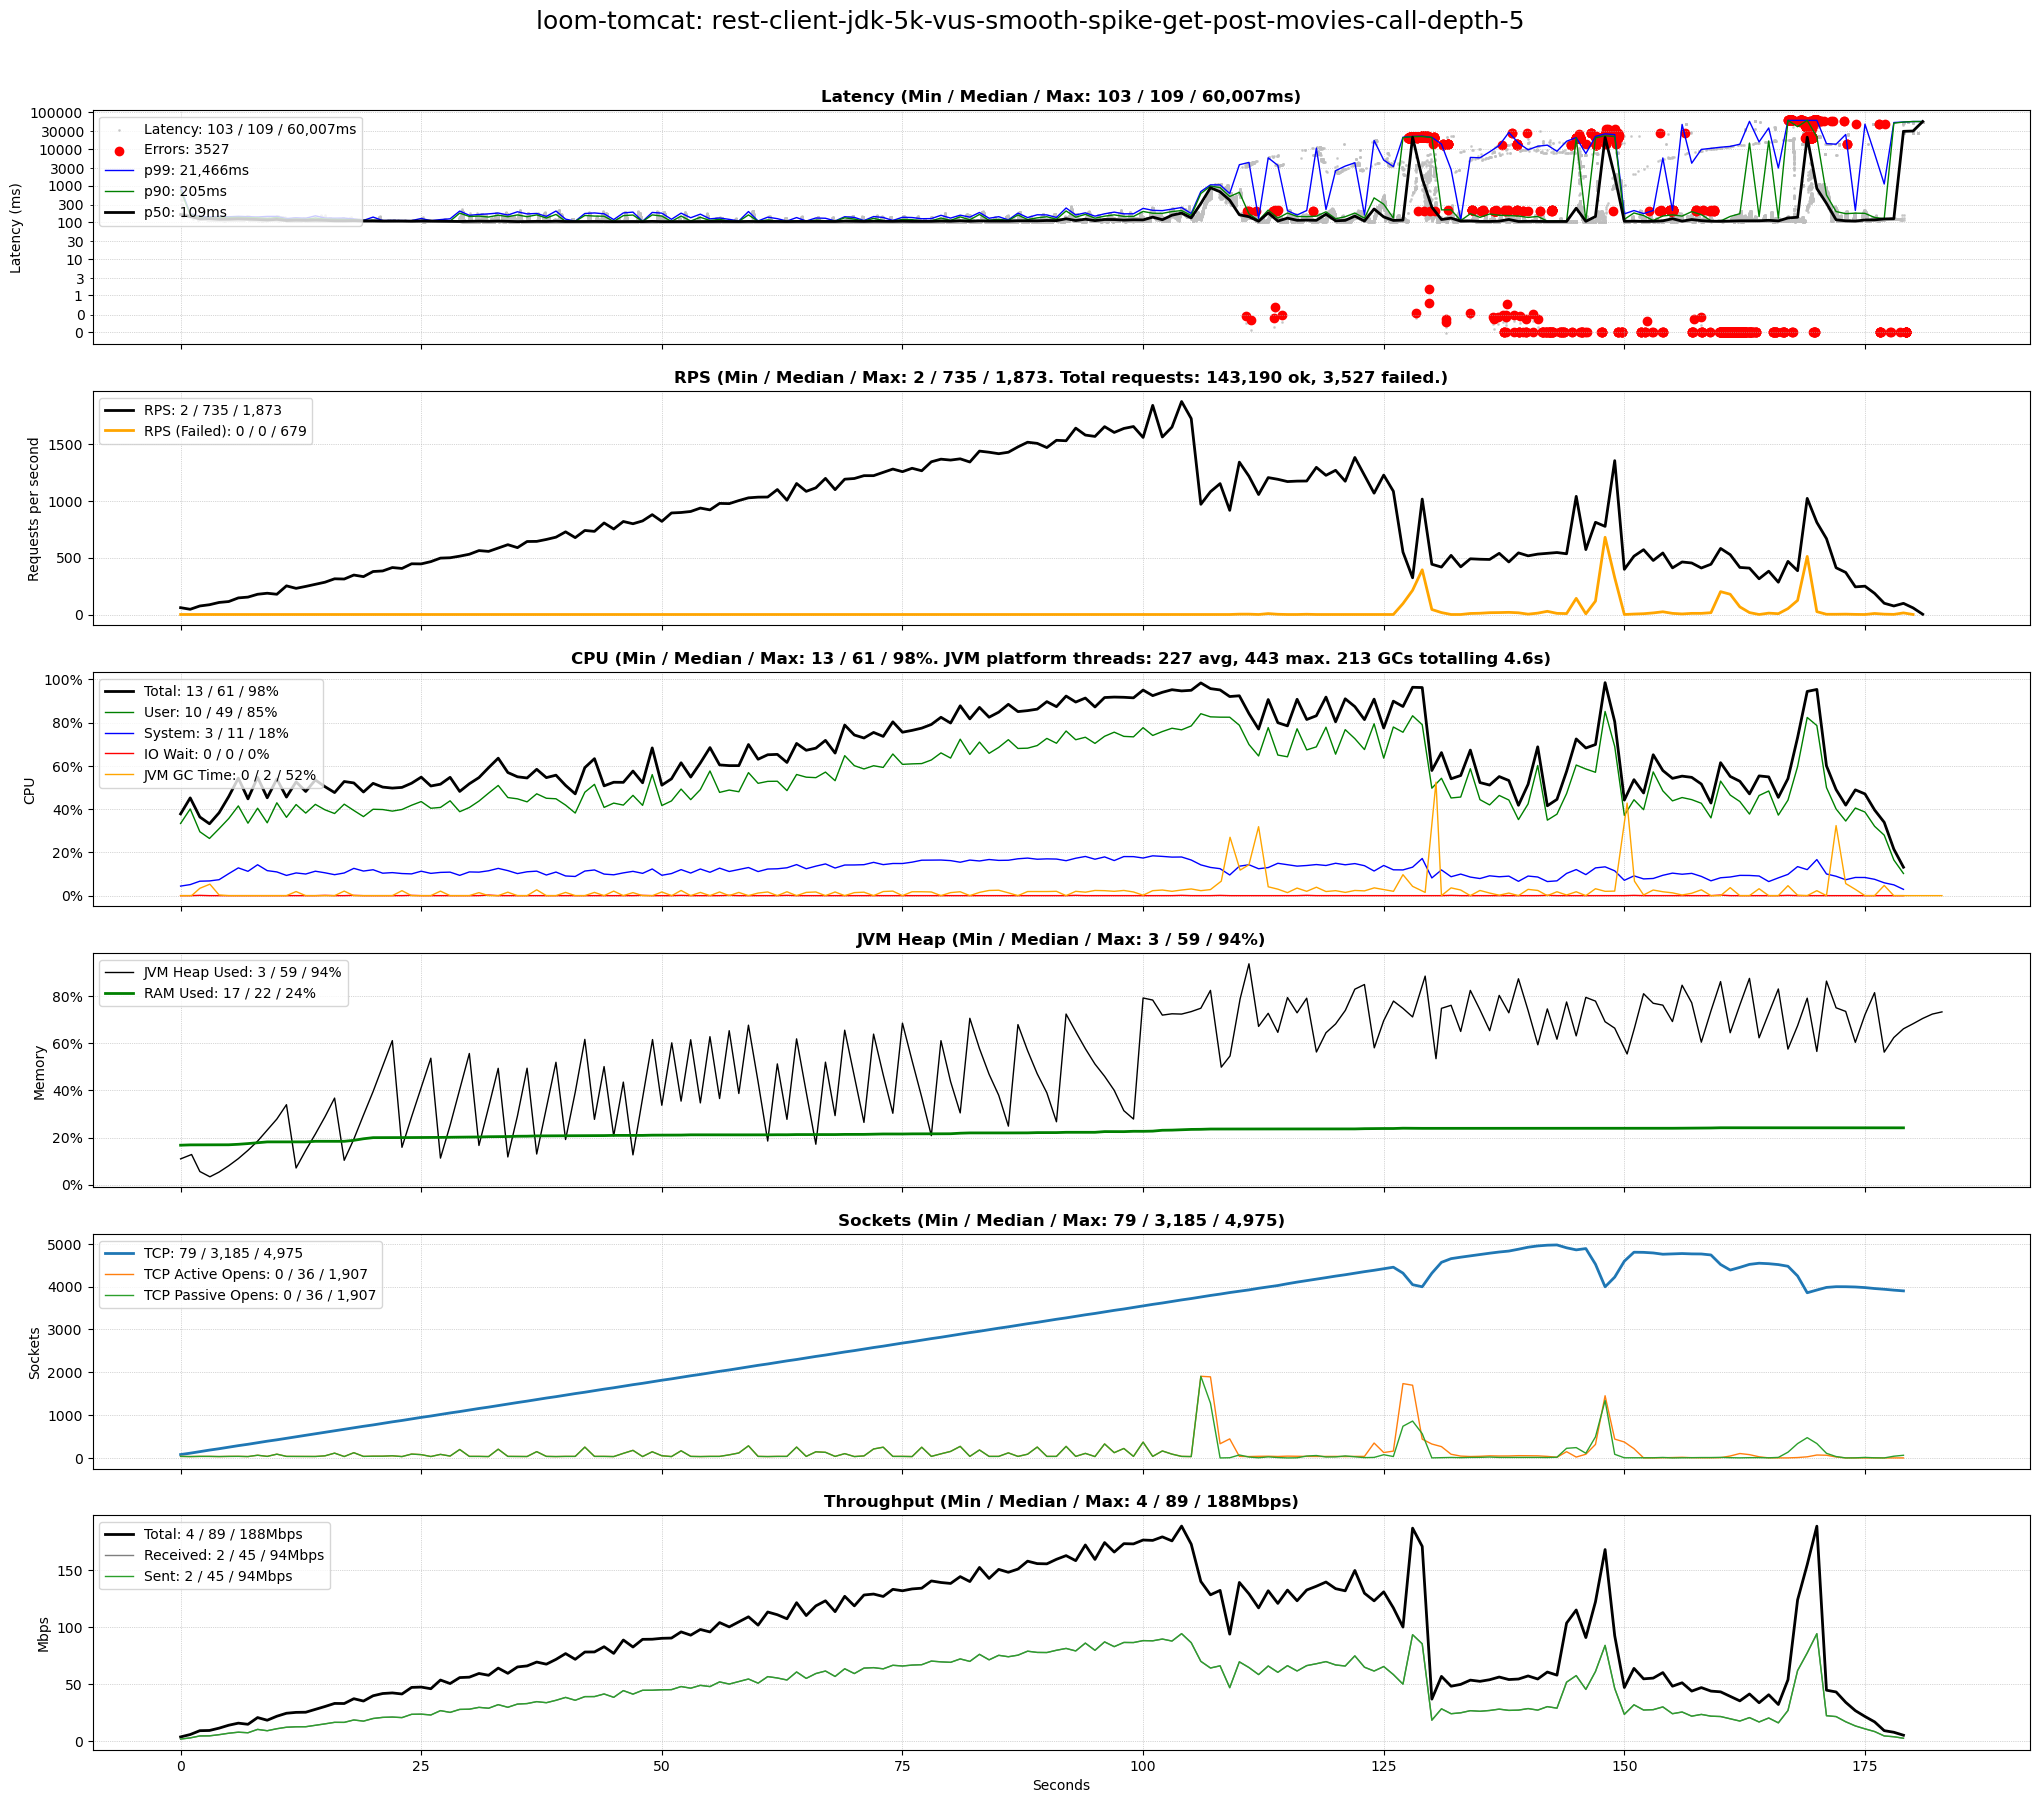 loom-tomcat: rest-client-jdk-5k-vus-smooth-spike-get-post-movies-call-depth-5
Latency (Min / Median / Max: 103 / 109 / 60,007ms)
Latency (ms)
100000
30000
10000
3000
1000
300
100
30
10
3
1
0
0
Latency: 103 / 109 / 60,007ms
Errors: 3527
p99: 21,466ms
p90: 205ms
p50: 109ms
RPS (Min / Median / Max: 2 / 735 / 1,873. Total requests: 143,190 ok, 3,527 failed.)
Requests per second
1500
1000
500
0
RPS: 2 / 735 / 1,873
RPS (Failed): 0 / 0 / 679
CPU (Min / Median / Max: 13 / 61 / 98%. JVM platform threads: 227 avg, 443 max. 213 GCs totalling 4.6s)
CPU
100%
80%
60%
40%
20%
0%
Total: 13 / 61 / 98%
User: 10 / 49 / 85%
System: 3 / 11 / 18%
IO Wait: 0 / 0 / 0%
JVM GC Time: 0 / 2 / 52%
JVM Heap (Min / Median / Max: 3 / 59 / 94%)
Memory
80%
60%
40%
20%
0%
JVM Heap Used: 3 / 59 / 94%
RAM Used: 17 / 22 / 24%
Sockets (Min / Median / Max: 79 / 3,185 / 4,975)
Sockets
5000
4000
3000
2000
1000
0
TCP: 79 / 3,185 / 4,975
TCP Active Opens: 0 / 36 / 1,907
TCP Passive Opens: 0 / 36 / 1,907
Throughput (Min / Median / Max: 4 / 89 / 188Mbps)
Mbps
150
100
50
0
Total: 4 / 89 / 188Mbps
Received: 2 / 45 / 94Mbps
Sent: 2 / 45 / 94Mbps
0 25 50 75 100 125 150 175
Seconds